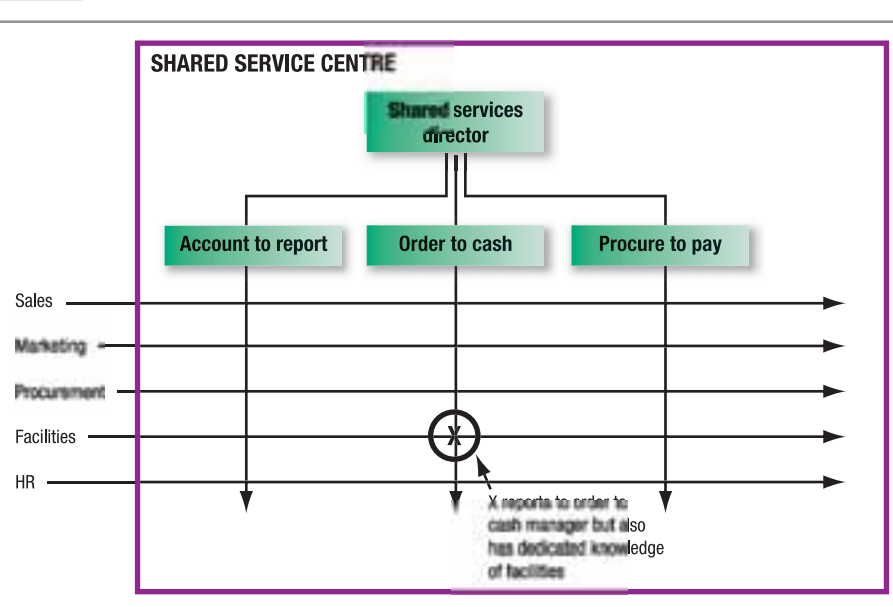 SHARED SERVICE CENTRE
Shared services
director
Account to report
Order to cash
Procure to pay
Sales
Marketing
Procurement
Facilities
HR
X
X reports to order to
cash manager but also
has dedicated knowledge
of facilities